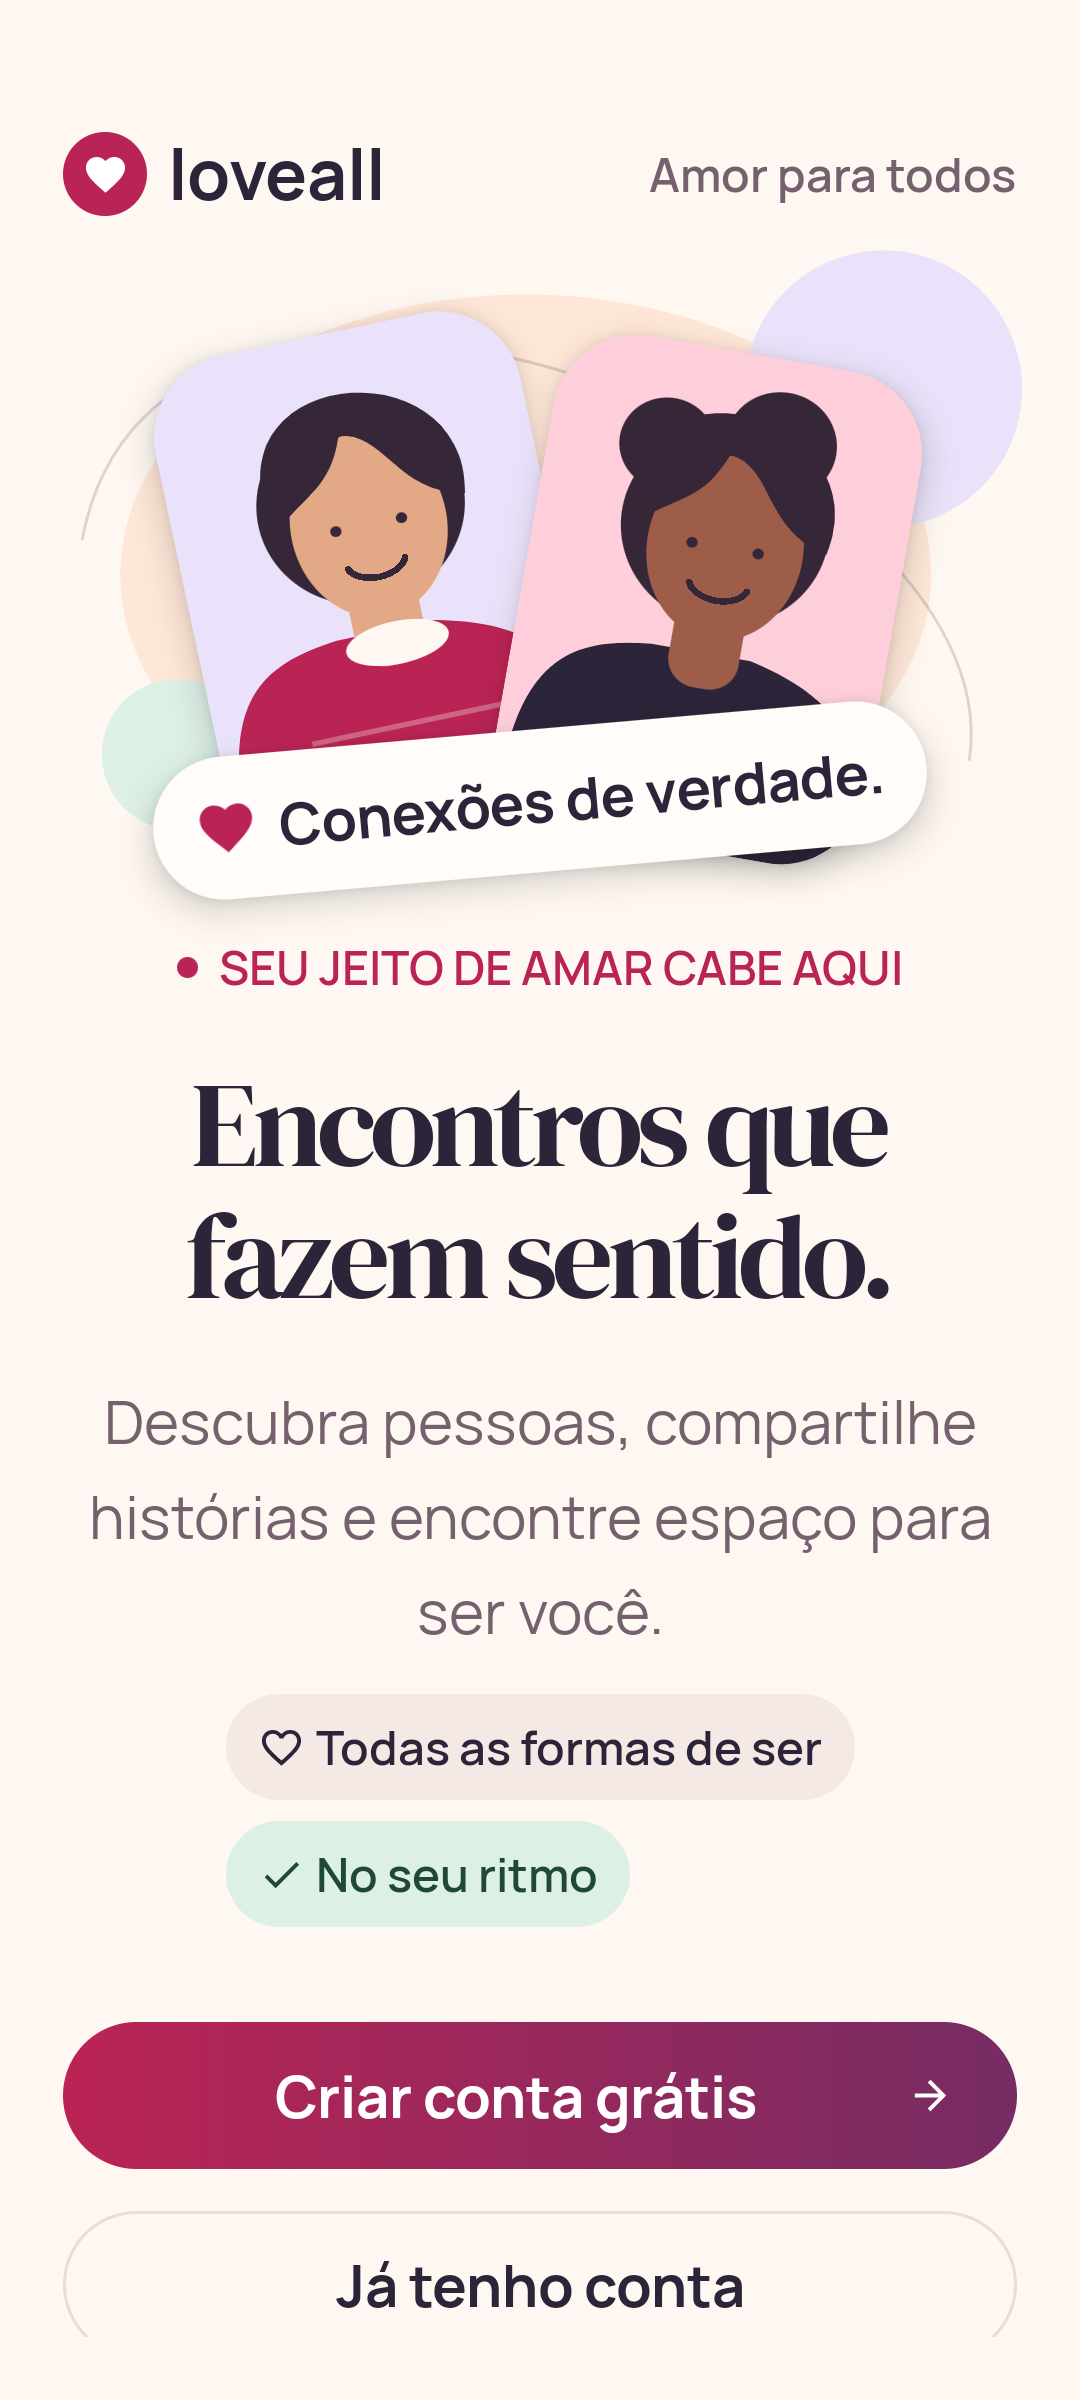 loveall
Amor para todos
Conexões de verdade.
SEU JEITO DE AMAR CABE AQUI
Encontros que
fazem sentido.
Descubra pessoas, compartilhe
histórias e encontre espaço para
ser você.
Todas as formas de ser
No seu ritmo
Criar conta grátis
Já tenho conta